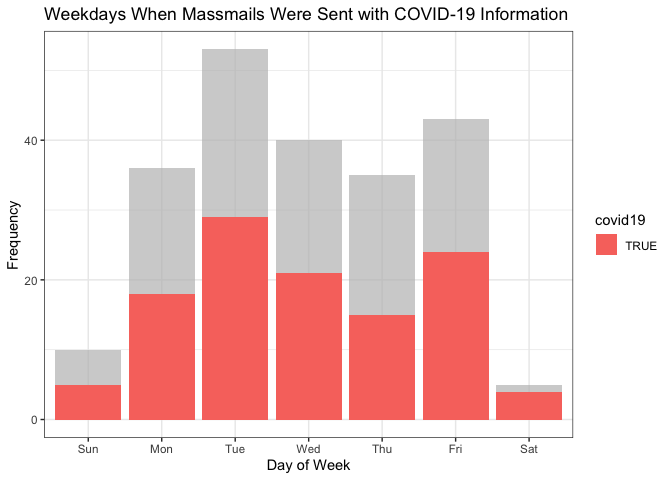 Weekdays When Massmails Were Sent with COVID-19 Information
Frequency
40
20
0
Sun Mon Tue Wed Thu Fri Sat
Day of Week
covid19
TRUE